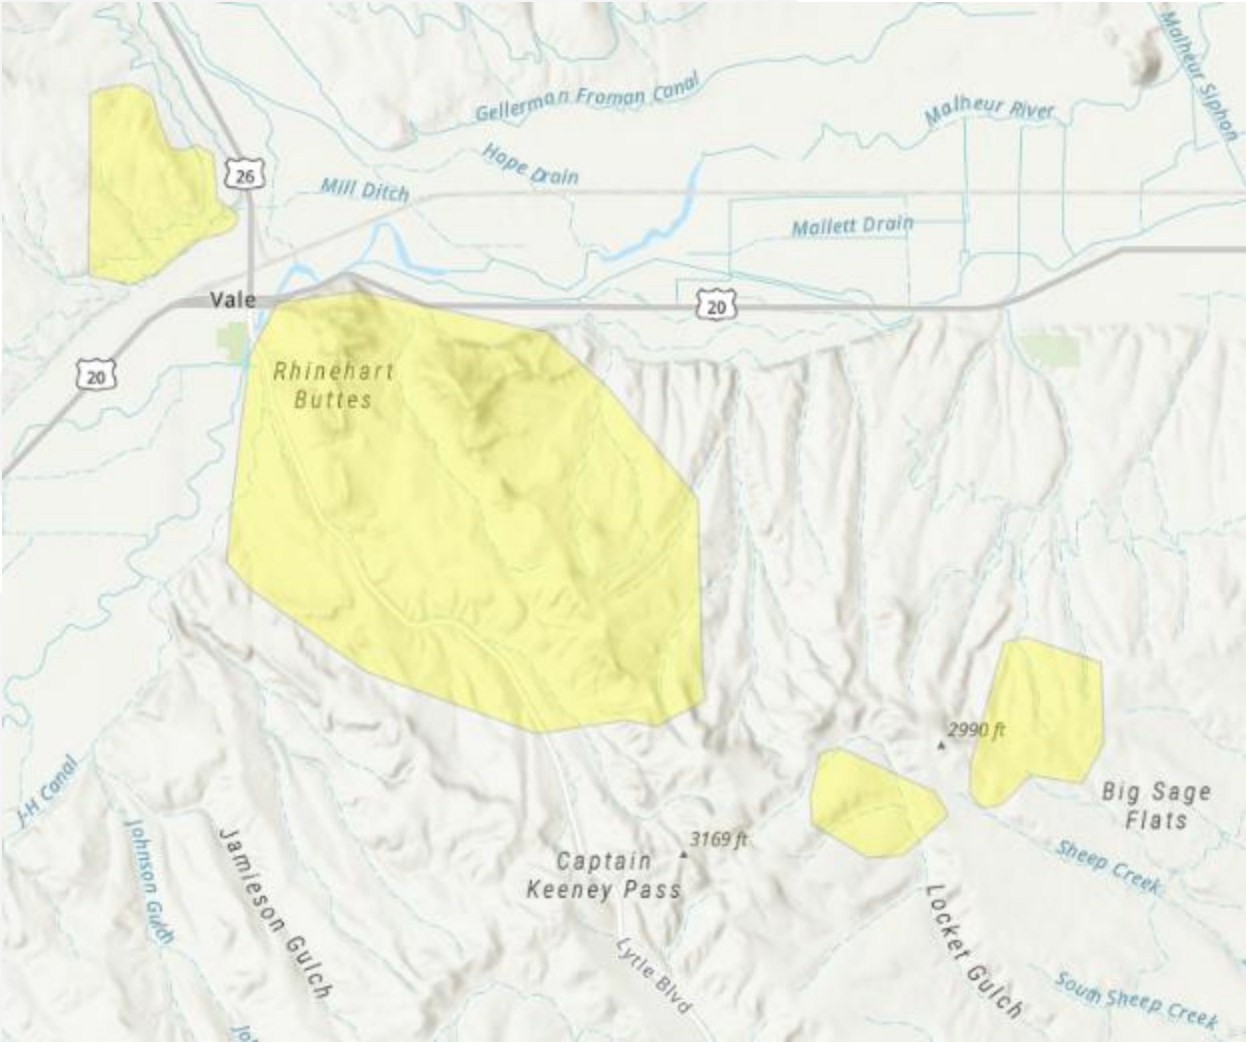 Malheur Siphon
Gellerman Froman Canal
Malheur River
Hope Drain
26
Mill Ditch
Mallett Drain
Vale
20
20
Rhinehart
Buttes
2990 ft
Big Sage
Flats
J-H Canal
3169 ft
Captain
Keeney Pass
Sheep Creek
Johnson Gulch
Jamieson Gulch
Locket Gulch
Lytle Blvd
South Sheep Creek
Jo